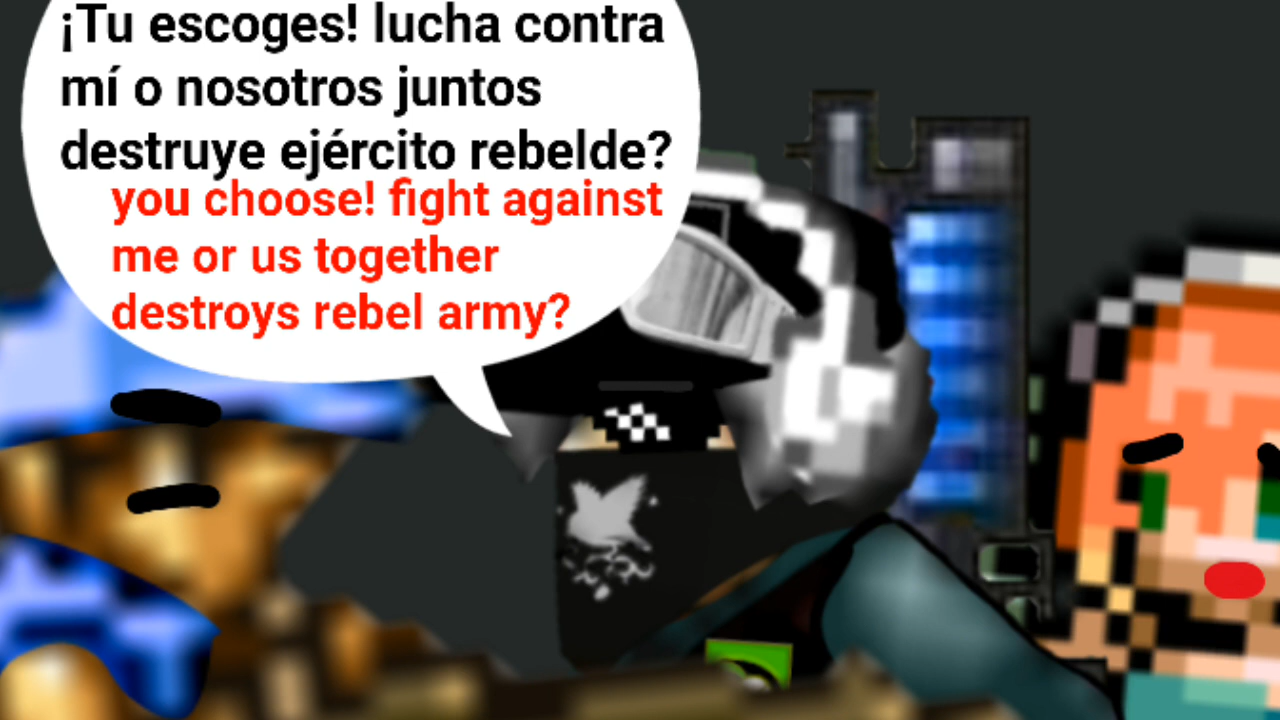 ¡Tu escoges! lucha contra
mí o nosotros juntos
destruye ejército rebelde?
you choose! fight against
me or us together
destroys rebel army?